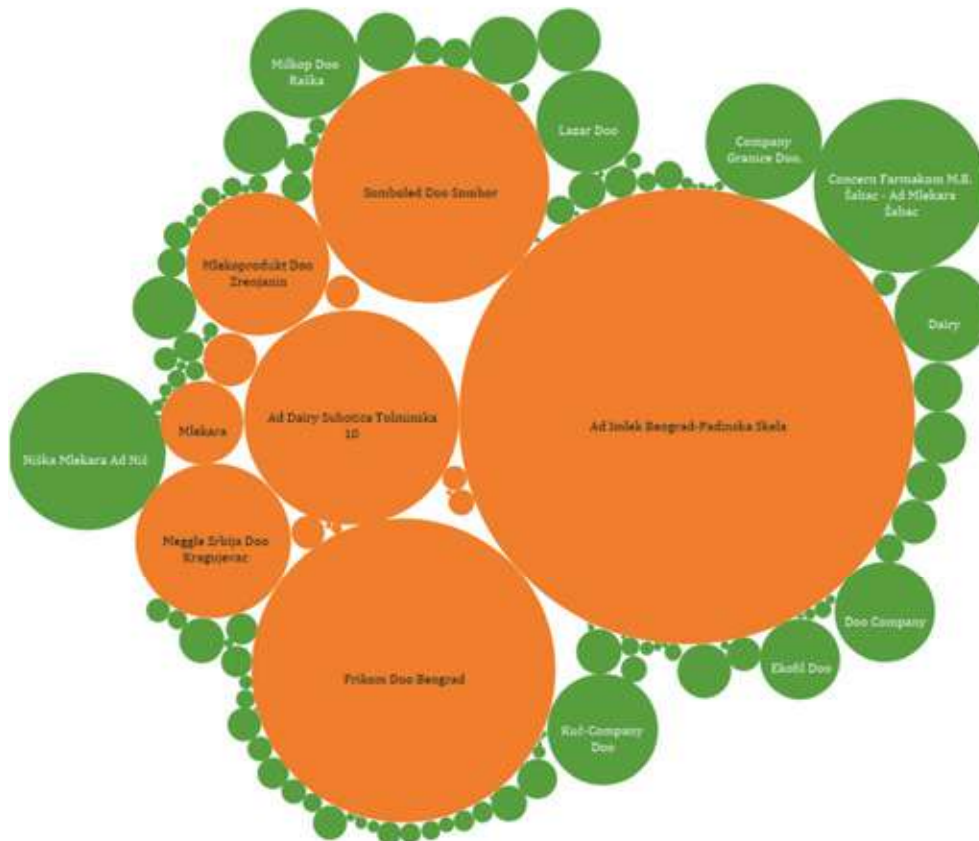 Milkop Doo
Raška
Lazar Doo
Company
Granice Doo.
Somboled Doo Sombor
Concern Farmakom M.B.
Šabac - Ad Mlekara
Šabac
Mlekoprodukt Doo
Zrenjanin
Dairy
Ad Dairy Subotica Tolminska
10
Ad Imlek Beograd-Padinska Skela
Mlekara
Niška Mlekara Ad Niš
Meggle Srbija Doo
Kragujevac
Doo Company
Ekofil Doo
Frikom Doo Beograd
Kuč-Company
Doo